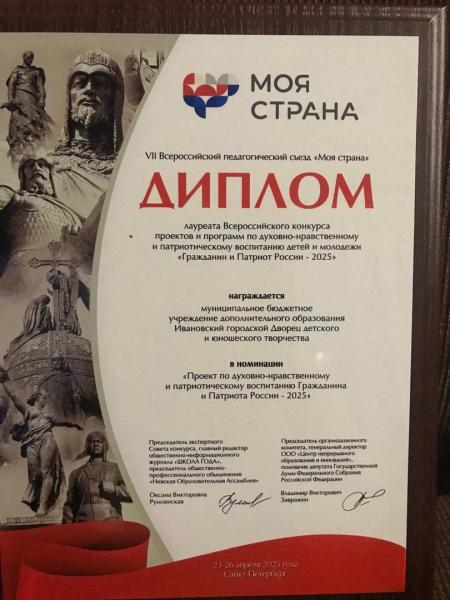 МОЯ
СТРАНА
VII Всероссийский педагогический съезд «Моя страна»
ДИПЛОМ
лауреата Всероссийского конкурса
проектов и программ по духовно-нравственному
и патриотическому воспитанию детей и молодежи
«Гражданин и Патриот России - 2025»
награждается
муниципальное бюджетное
учреждение дополнительного образования
Ивановский городской Дворец детского
и юношеского творчества
в номинации
«Проект по духовно-нравственному
и патриотическому воспитанию Гражданина
и Патриота России - 2025»
Председатель экспертного
Совета конкурса, главный редактор
общественно-информационного
журнала «ШКОЛА ГОДА»,
председатель общественно-
профессионального объединения
«Невская Образовательная Ассамблея»
Оксана Викторовна
Румлянская
Председатель организационного
комитета, генеральный директор
ООО «Центр непрерывного
образования и инноваций»,
помощник депутата Государственной
Думы Федерального Собрания
Российской Федерации
Владимир Викторович
Завражин
23-26 апреля 2025 года
Санкт-Петербург